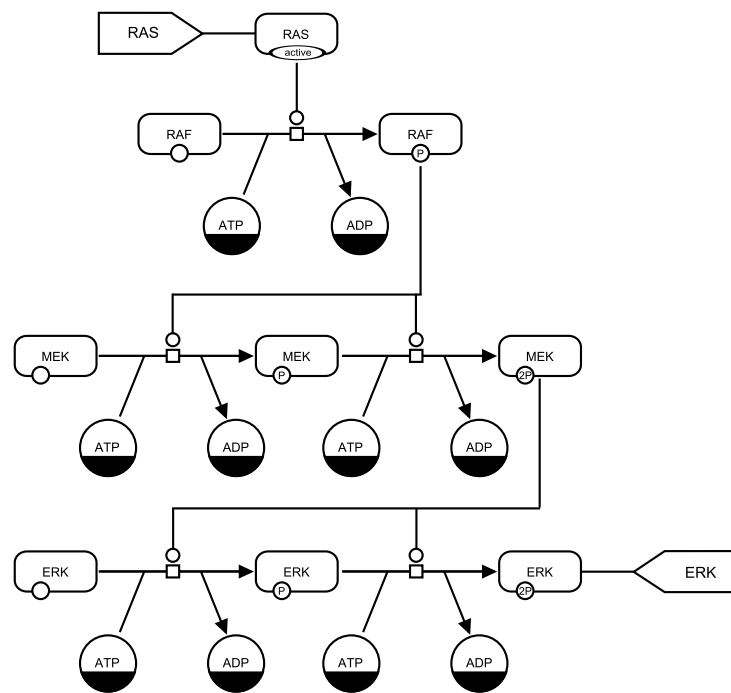 RAS
RAS
active
RAF
RAF
P
ATP
ADP
MEK
MEK
P
MEK
2P
ATP
ADP
ATP
ADP
ERK
ERK
P
ERK
2P
ERK
ATP
ADP
ATP
ADP